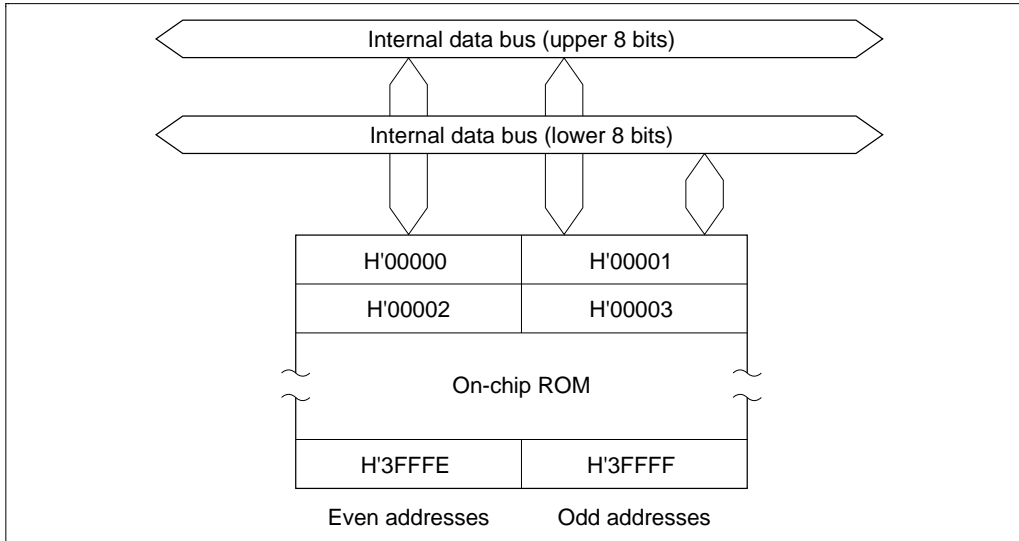 Internal data bus (upper 8 bits)
Internal data bus (lower 8 bits)
H'00000 H'00001
H'00002 H'00003
On-chip ROM
H'3FFFE H'3FFFF
Even addresses Odd addresses